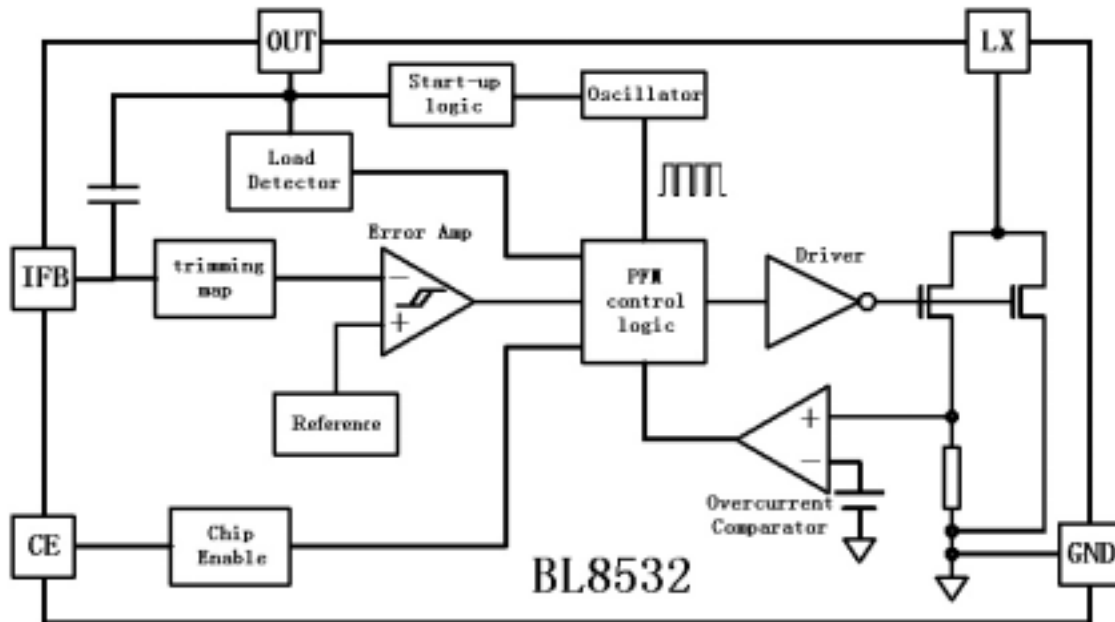 OUT
LX
Start-up
logic
Oscillator
Load
Detector
Error Amp
IFB
trimming
map
PFM
control
logic
Driver
Reference
Overcurrent
Comparator
CE
Chip
Enable
BL8532
GND